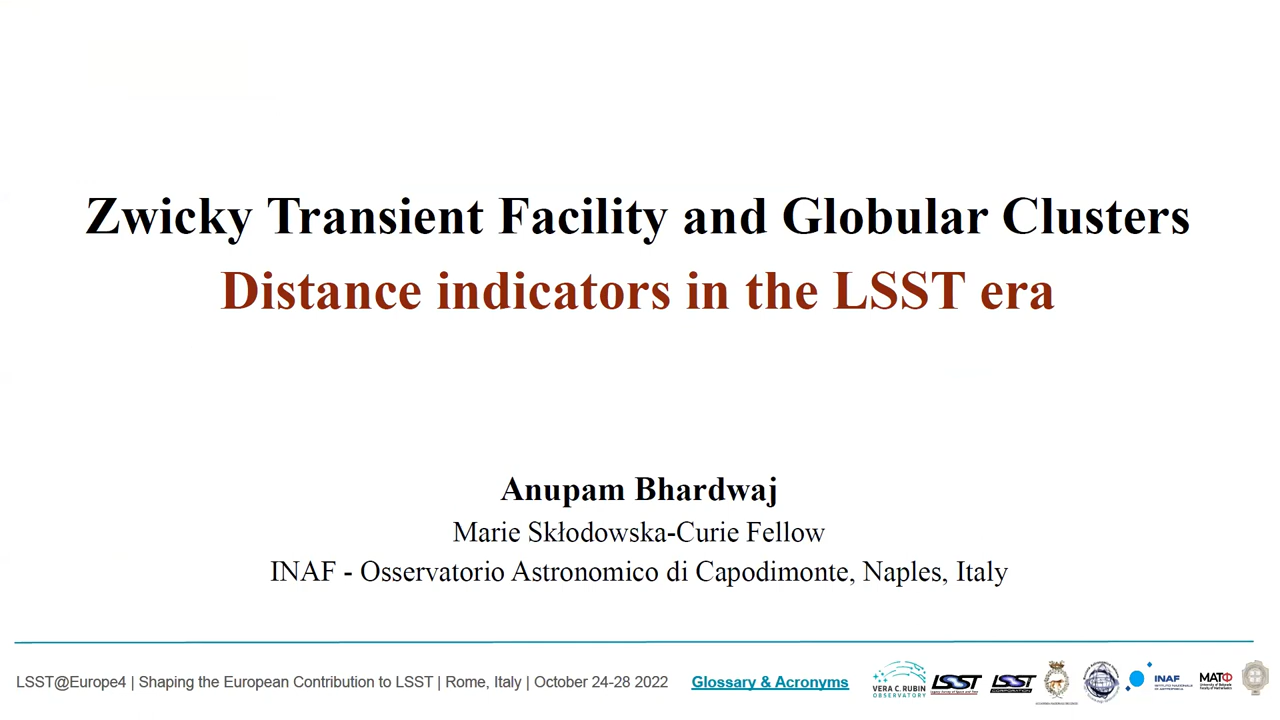 Zwicky Transient Facility and Globular Clusters
Distance indicators in the LSST era
Anupam Bhardwaj
Marie Skłodowska-Curie Fellow
INAF - Osservatorio Astronomico di Capodimonte, Naples, Italy
LSST@Europe4 | Shaping the European Contribution to LSST | Rome, Italy | October 24-28 2022
Glossary & Acronyms
VERA C. RUBIN
OBSERVATORY
LSST
LSST
CORPORATION
INAF
MATФ